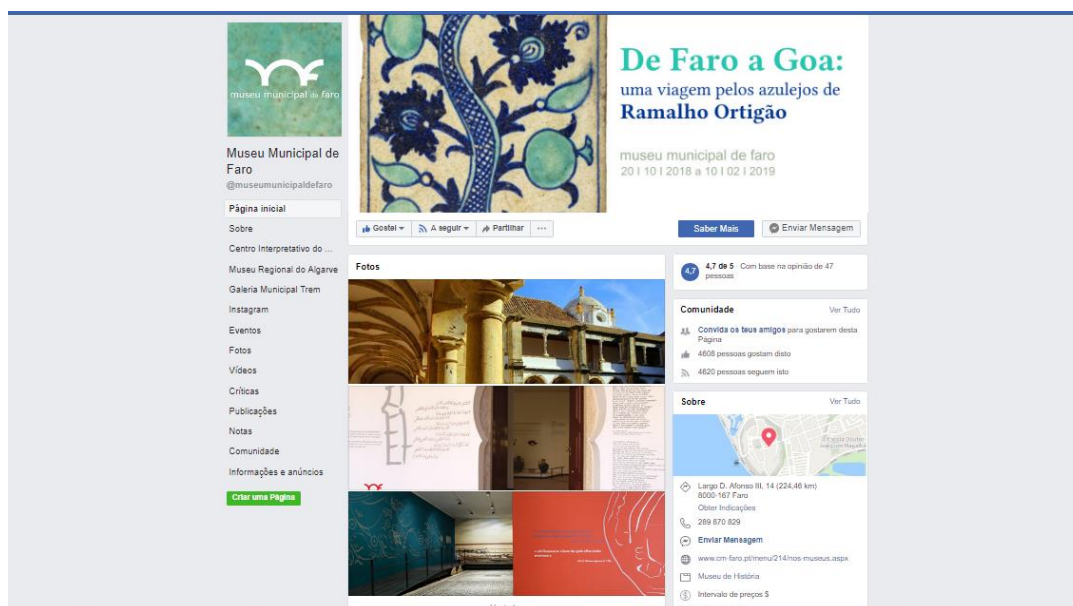 museu municipal de faro
Museu Municipal de
Faro
@museumunicipaldefaro
Página inicial
Sobre
Centro Interpretativo do ...
Museu Regional do Algarve
Galeria Municipal Trem
Instagram
Eventos
Fotos
Vídeos
Críticas
Publicações
Notas
Comunidade
Informações e anúncios
Criar uma Página
De Faro a Goa:
uma viagem pelos azulejos de
Ramalho Ortigão
museu municipal de faro
20 | 10 | 2018 a 10 | 02 | 2019
Gostei
A seguir
Partilhar
...
Saber Mais
Enviar Mensagem
Fotos
4,7
4,7 de 5 · Com base na opinião de 47
pessoas
Comunidade
Ver Tudo
Convida os teus amigos para gostarem desta
Página
4608 pessoas gostam disto
4620 pessoas seguem isto
Sobre
Ver Tudo
Largo D. Afonso III, 14 (224,46 km)
8000-167 Faro
Obter Indicações
289 870 829
Enviar Mensagem
www.cm-faro.pt/menu/214/nos-museus.aspx
Museu de História
Intervalo de preços $